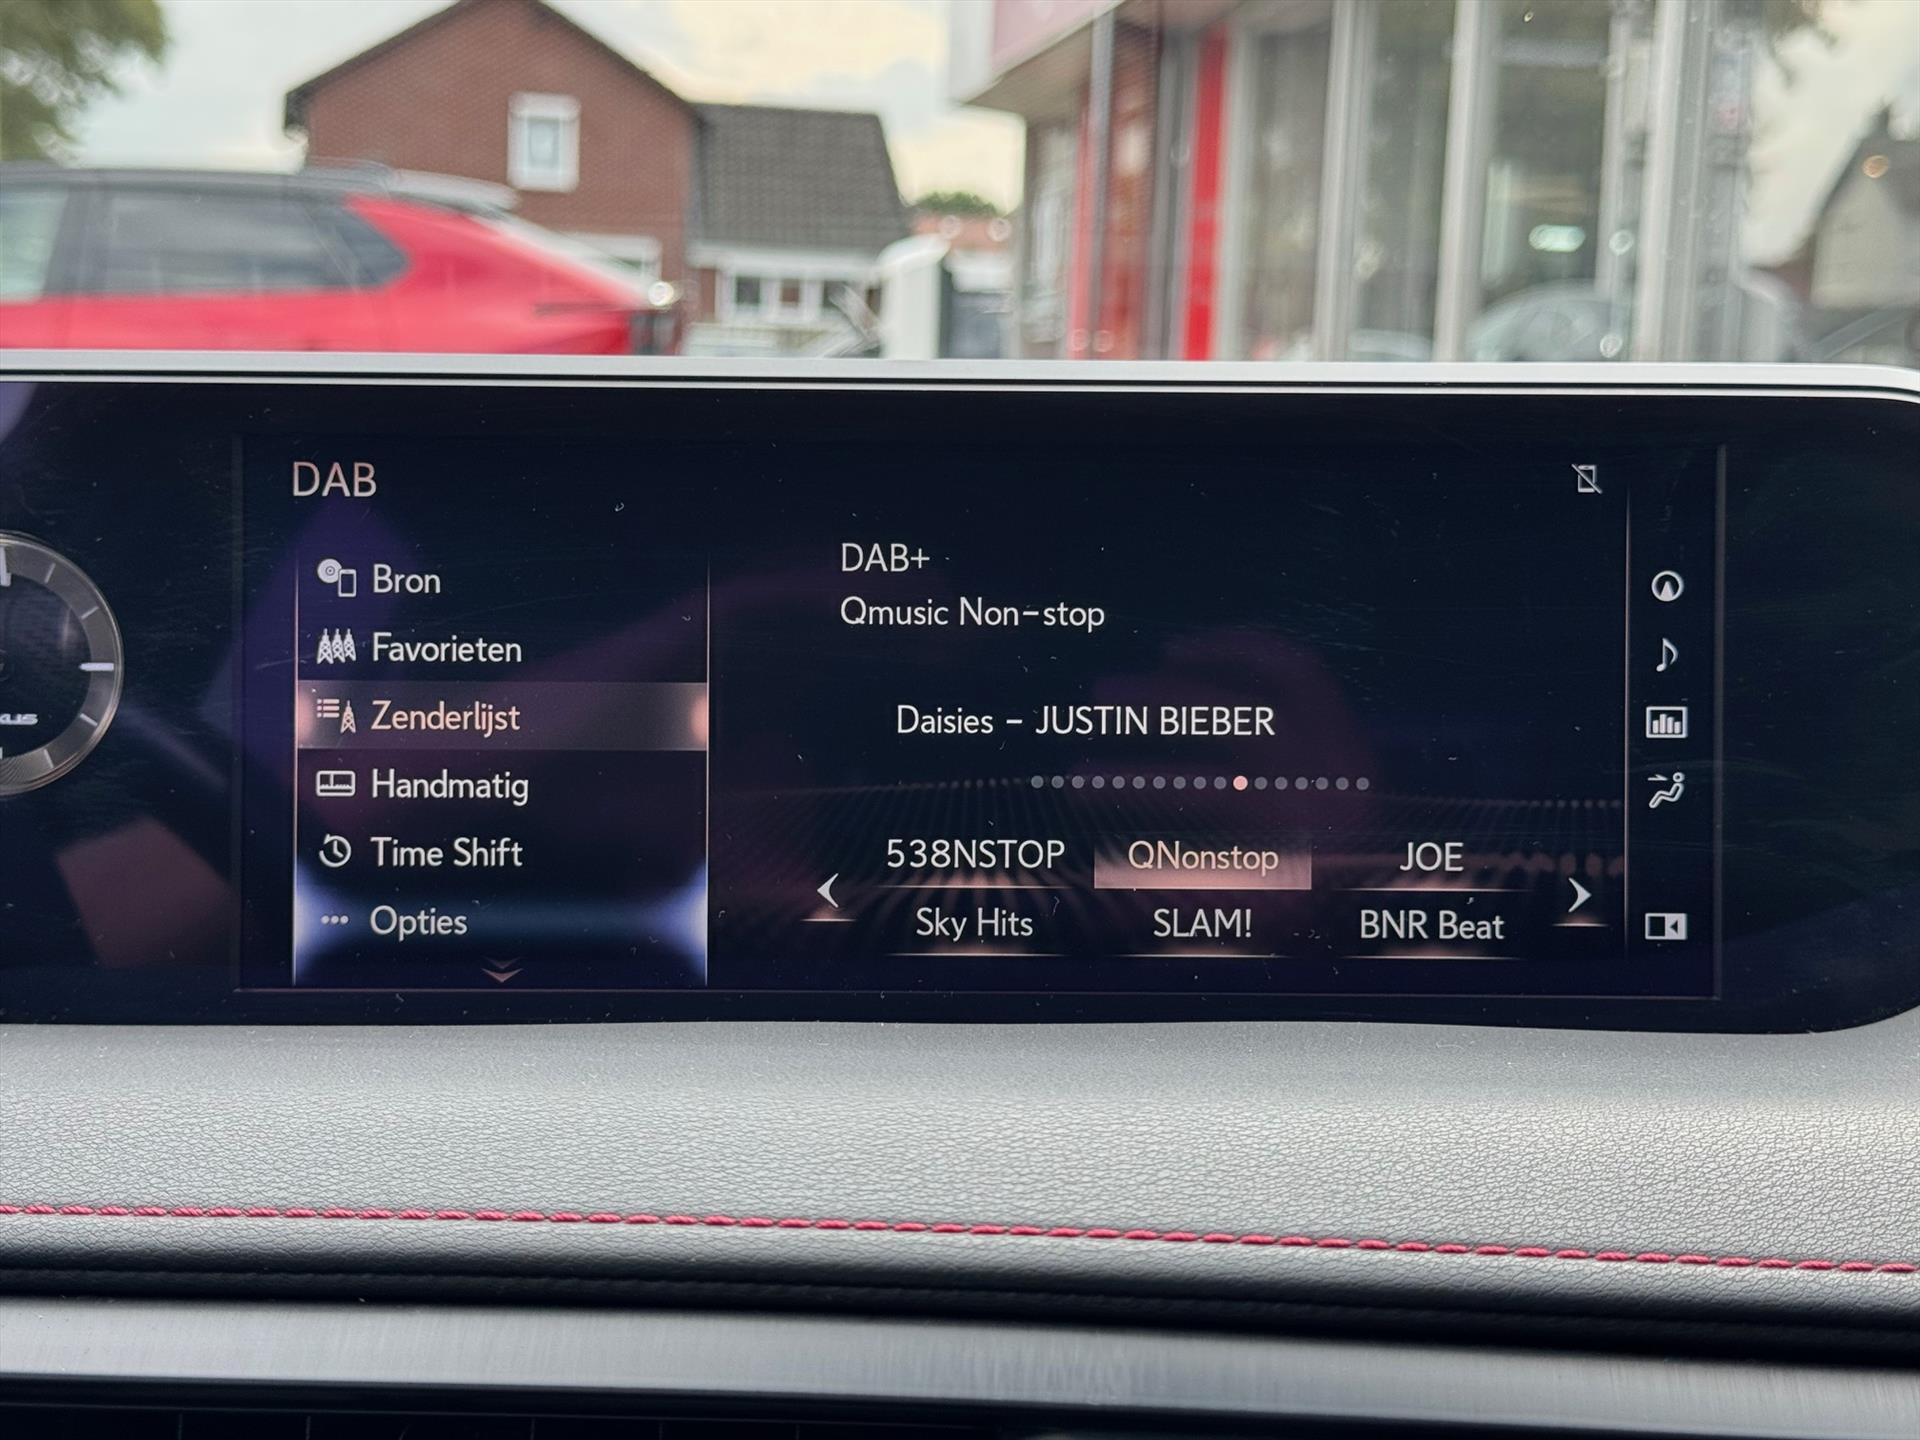 DAB
Bron
Favorieten
Zenderlijst
Handmatig
Time Shift
Opties
DAB+
Qmusic Non-stop
Daisies - JUSTIN BIEBER
538NSTOP QNonstop JOE
Sky Hits SLAM! BNR Beat